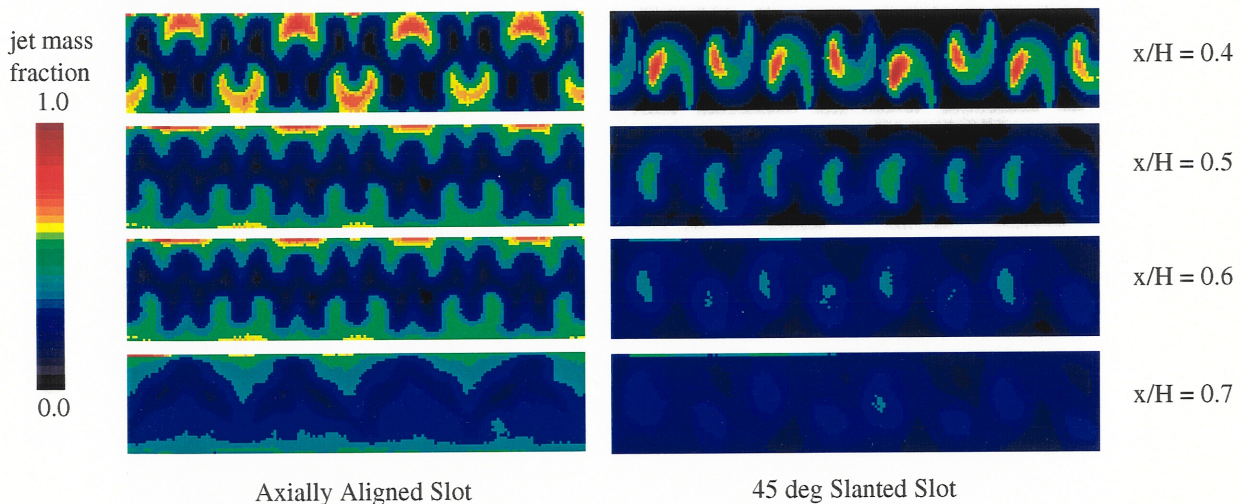 jet mass
fraction
1.0
0.0
x/H = 0.4
x/H = 0.5
x/H = 0.6
x/H = 0.7
Axially Aligned Slot
45 deg Slanted Slot